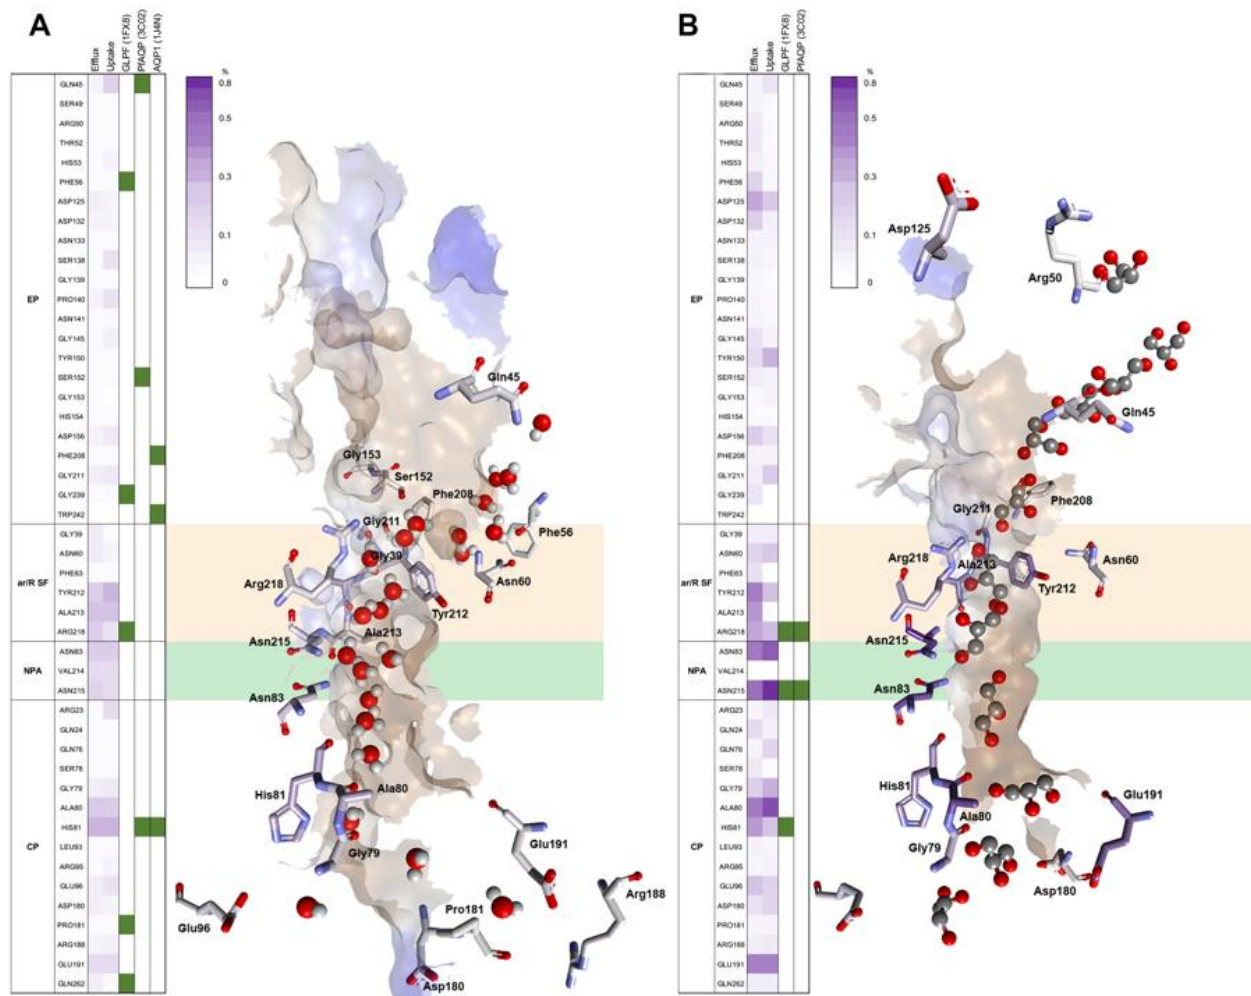 A
Efflux
Uptake
GLPF (1FX8)
PfAQP (3C02)
AQP1 (1J4N)
%
0.8
0.5
0.3
0.1
0
EP
GLN45
SER49
ARG50
THR52
HIS53
PHE56
ASP125
ASP132
ASN133
SER138
GLY139
PRO140
ASN141
GLY145
TYR150
SER152
GLY153
HIS154
ASP156
PHE208
GLY211
GLY239
TRP242
ar/R SF
GLY39
ASN60
PHE63
TYR212
ALA213
ARG218
NPA
ASN83
VAL214
ASN215
CP
ARG23
GLN24
GLN76
SER78
GLY79
ALA80
HIS81
LEU93
ARG95
GLU96
ASP180
PRO181
ARG188
GLU191
GLN262
Gln45
Gly153
Ser152
Phe208
Gly211
Phe56
Gly39
Arg218
Asn60
Tyr212
Asn215
Ala213
Asn83
His81
Ala80
Gly79
Glu191
Arg188
Pro181
Glu96
Asp180
B
Efflux
Uptake
GLPF (1FX8)
PfAQP (3C02)
%
0.8
0.5
0.3
0.1
0
EP
GLN45
SER49
ARG50
THR52
HIS53
PHE56
ASP125
ASP132
ASN133
SER138
GLY139
PRO140
ASN141
GLY145
TYR150
SER152
GLY153
HIS154
ASP156
PHE208
GLY211
GLY239
TRP242
ar/R SF
GLY39
ASN60
PHE63
TYR212
ALA213
ARG218
NPA
ASN83
VAL214
ASN215
CP
ARG23
GLN24
GLN76
SER78
GLY79
ALA80
HIS81
LEU93
ARG95
GLU96
ASP180
PRO181
ARG188
GLU191
GLN262
Asp125
Arg50
Gln45
Phe208
Gly211
Arg218
Ala213
Asn60
Tyr212
Asn215
Asn83
His81
Glu191
Ala80
Gly79
Asp180